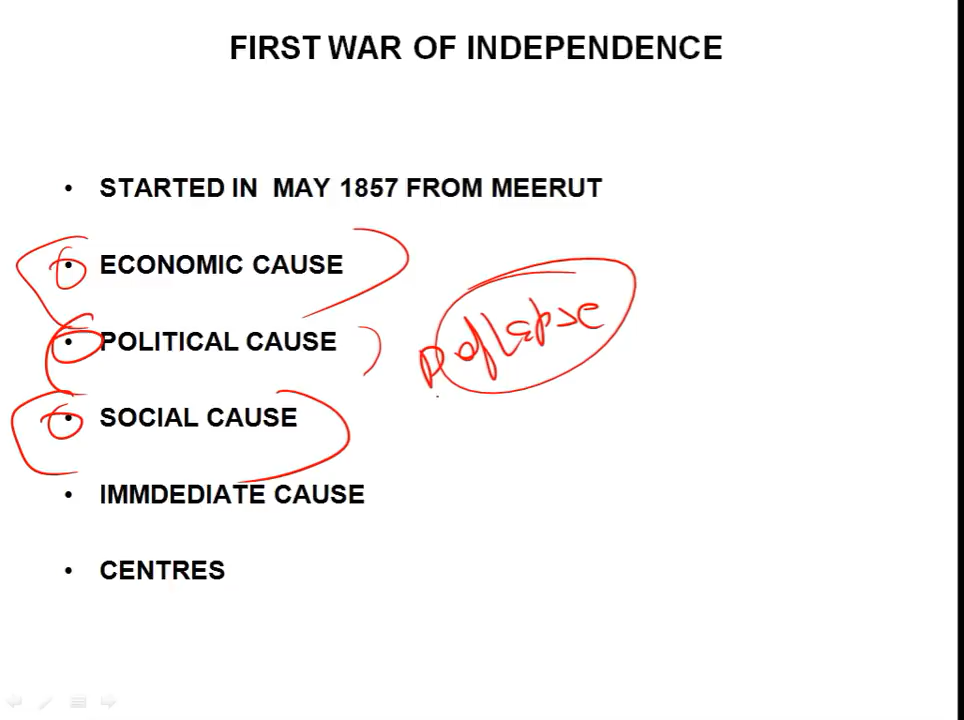 FIRST WAR OF INDEPENDENCE
• STARTED IN MAY 1857 FROM MEERUT
• ECONOMIC CAUSE
• POLITICAL CAUSE
• SOCIAL CAUSE
• IMMDEDIATE CAUSE
• CENTRES